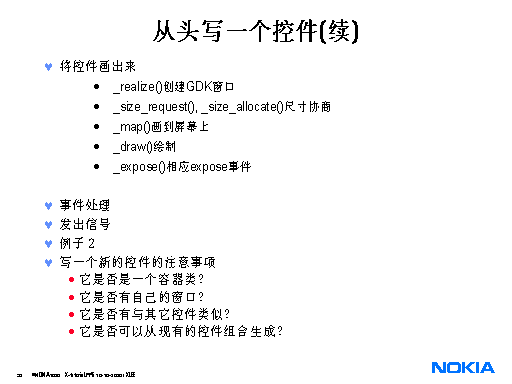 从头写一个控件(续)
将控件画出来
_realize()创建GDK窗口
_size_request(), _size_allocate()尺寸协商
_map()画到屏幕上
_draw()绘制
_expose()相应expose事件
事件处理
发出信号
例子 2
写一个新的控件的注意事项
它是否是一个容器类?
它是否有自己的窗口?
它是否有与其它控件类似?
它是否可以从现有的控件组合生成?
NOKIA